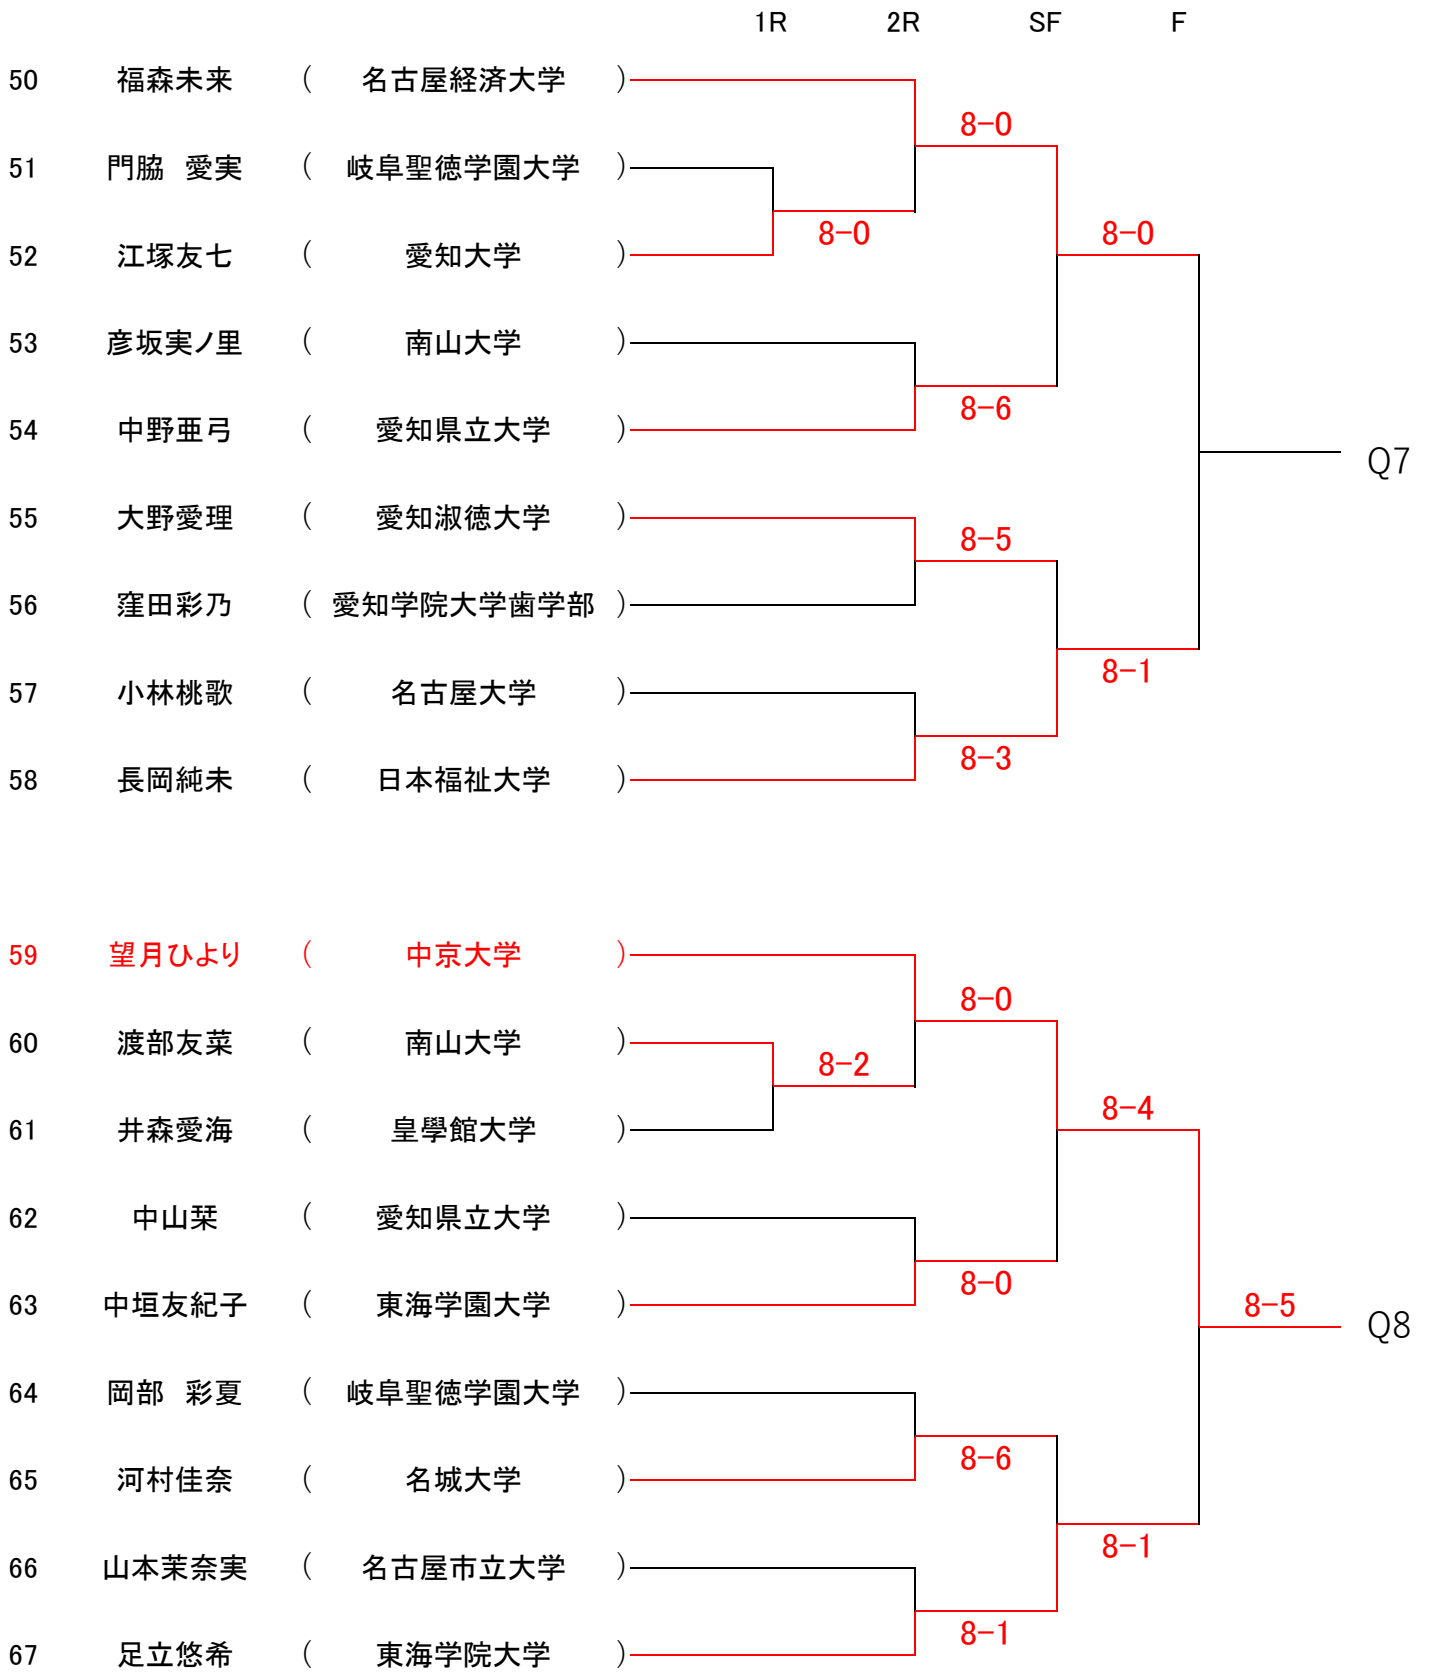 1R 2R SF F
50 福森未来 ( 名古屋経済大学 )
8-0
51 門脇 愛実 ( 岐阜聖徳学園大学 )
8-0 8-0
52 江塚友七 ( 愛知大学 )
53 彦坂実ノ里 ( 南山大学 )
8-6
54 中野亜弓 ( 愛知県立大学 )
Q7
55 大野愛理 ( 愛知淑徳大学 )
8-5
56 窪田彩乃 ( 愛知学院大学歯学部 )
8-1
57 小林桃歌 ( 名古屋大学 )
8-3
58 長岡純未 ( 日本福祉大学 )
59 望月ひより ( 中京大学 )
8-0
60 渡部友菜 ( 南山大学 )
8-2
8-4
61 井森愛海 ( 皇學館大学 )
62 中山栞 ( 愛知県立大学 )
8-0
63 中垣友紀子 ( 東海学園大学 )
8-5 Q8
64 岡部 彩夏 ( 岐阜聖徳学園大学 )
8-6
65 河村佳奈 ( 名城大学 )
8-1
66 山本茉奈実 ( 名古屋市立大学 )
8-1
67 足立悠希 ( 東海学院大学 )